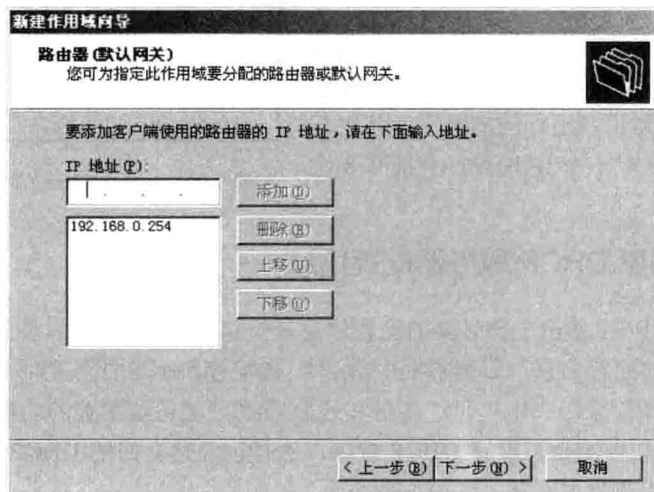 新建作用域向导
路由器(默认网关)
您可为指定此作用域要分配的路由器或默认网关。
要添加客户端使用的路由器的 IP 地址，请在下面输入地址。
IP 地址(P):
. . .
添加(D)
192.168.0.254
删除(R)
上移(U)
下移(O)
< 上一步(B)
下一步(N) >
取消